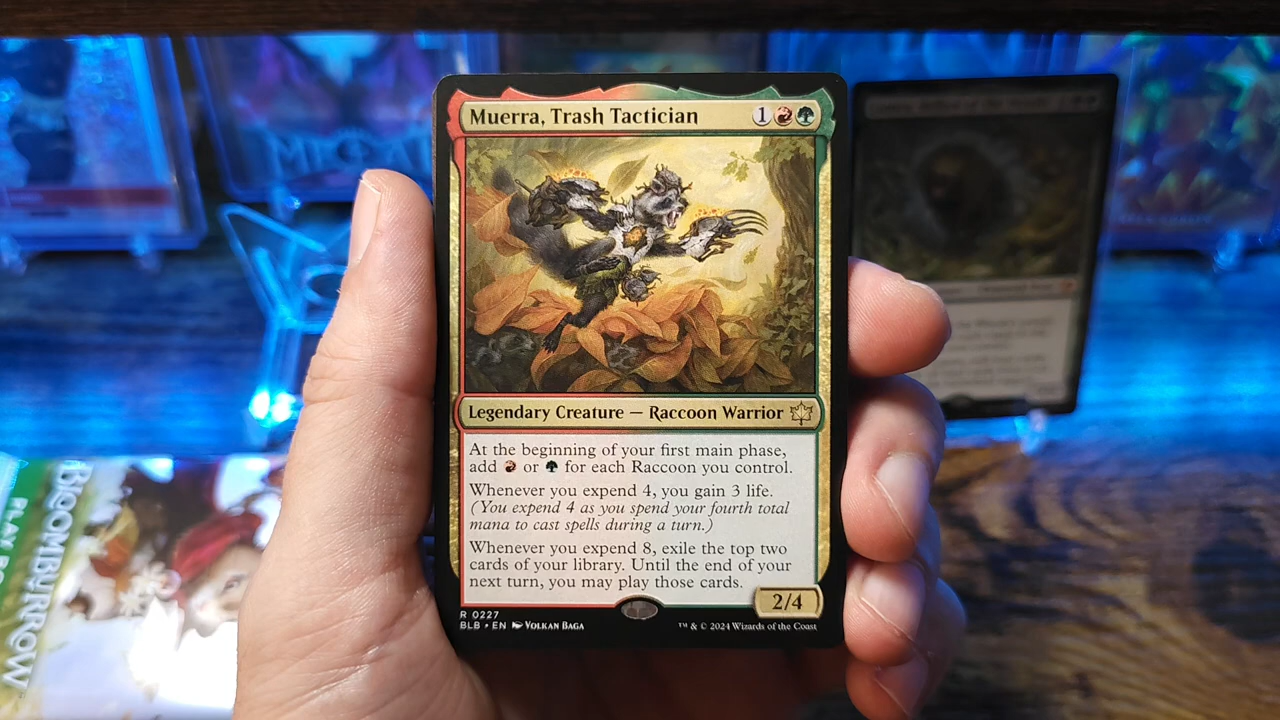 Muerra, Trash Tactician 1
Legendary Creature — Raccoon Warrior
At the beginning of your first main phase,
add or for each Raccoon you control.
Whenever you expend 4, you gain 3 life.
(You expend 4 as you spend your fourth total
mana to cast spells during a turn.)
Whenever you expend 8, exile the top two
cards of your library. Until the end of your
next turn, you may play those cards.
2/4
R 0227
BLB • EN VOLKAN BAGA
™ & © 2024 Wizards of the Coast
BLOOMBURROW
PLAY